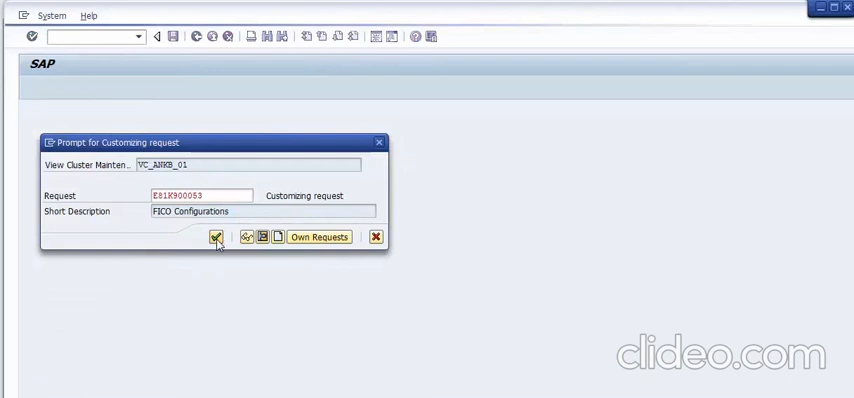 System Help
SAP
Prompt for Customizing request
View Cluster Mainten.. VC_ANKB_01
Request E81K900053 Customizing request
Short Description FICO Configurations
Own Requests
clideo.com